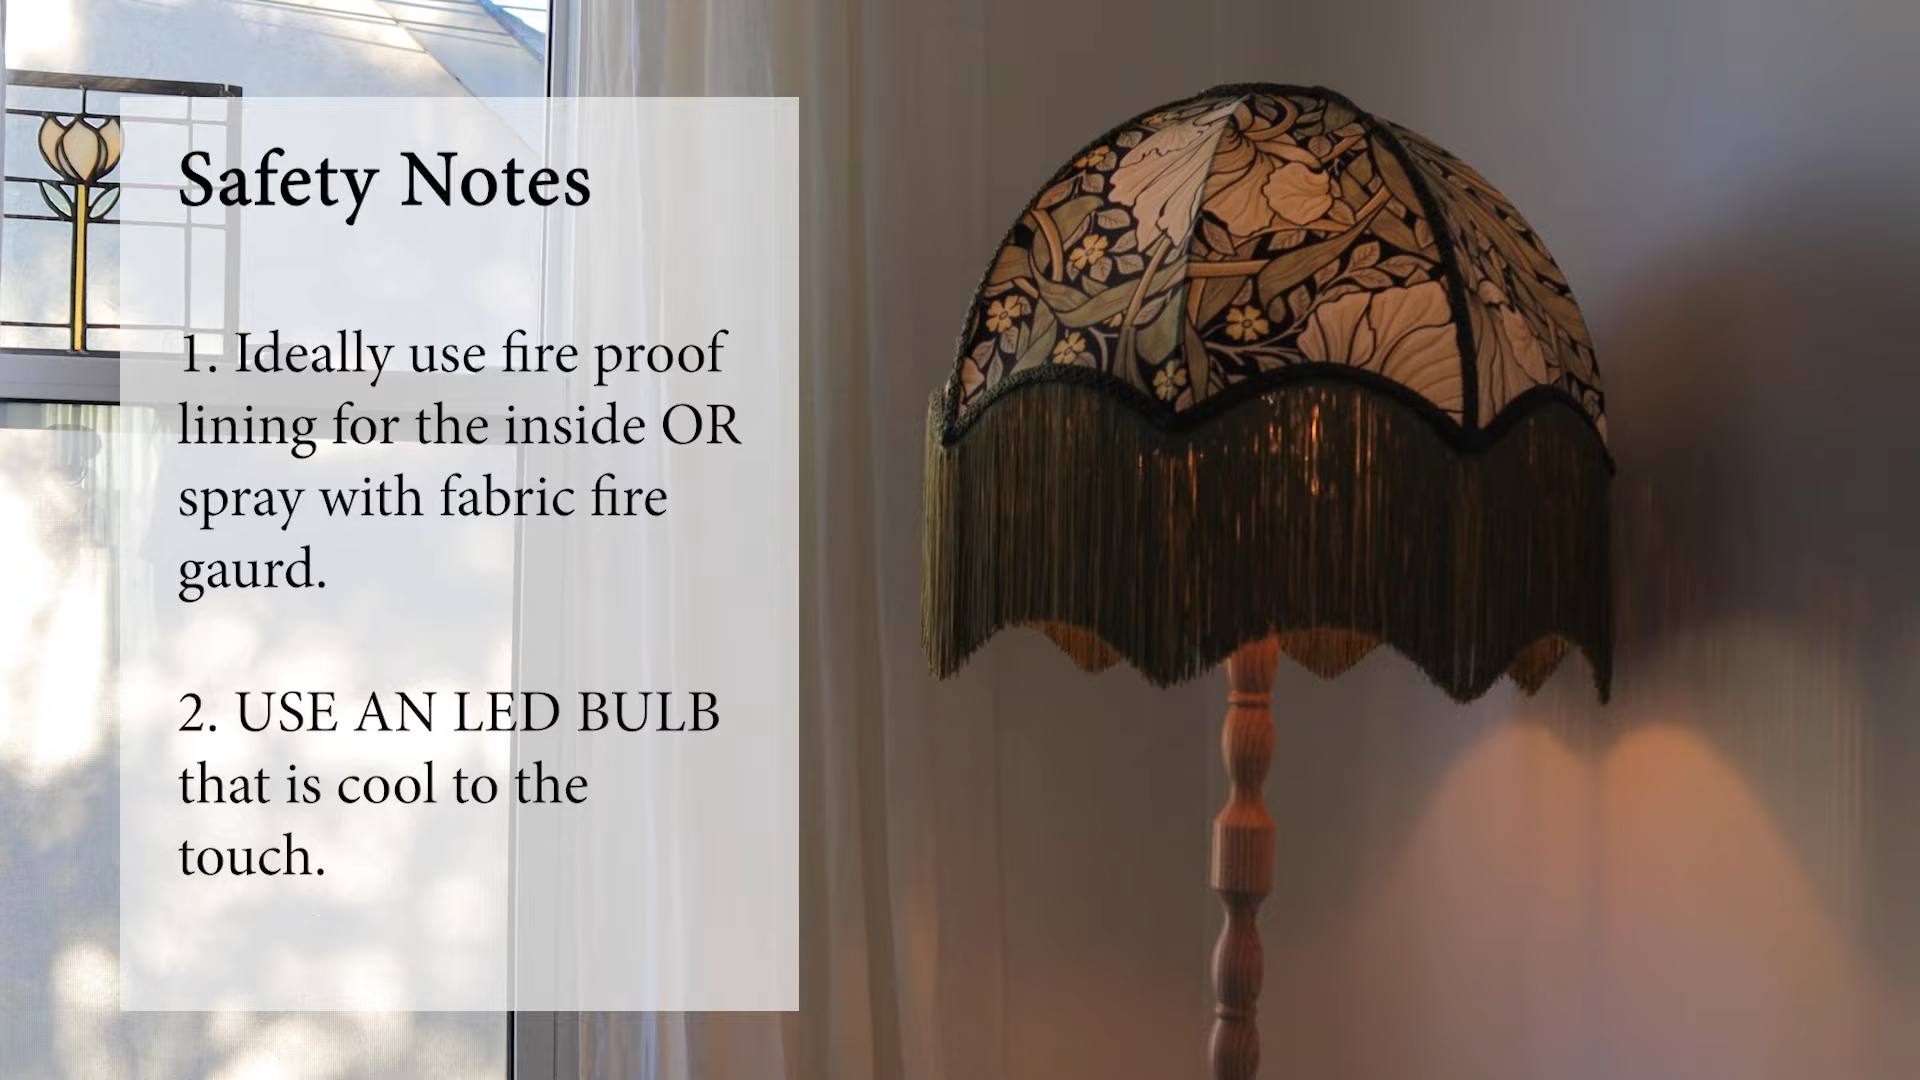 Safety Notes
1. Ideally use fire proof
lining for the inside OR
spray with fabric fire
gaurd.
2. USE AN LED BULB
that is cool to the
touch.